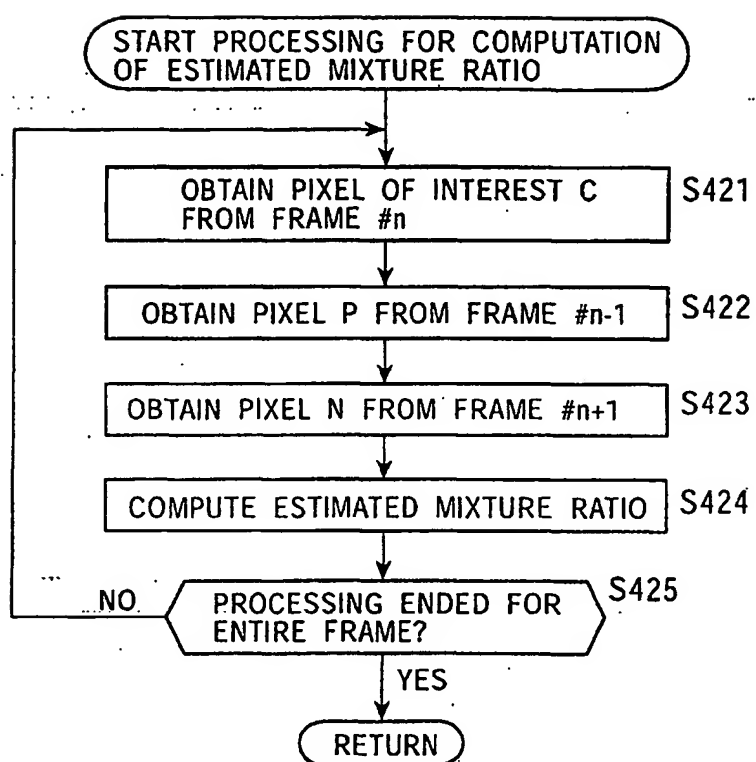 START PROCESSING FOR COMPUTATION
OF ESTIMATED MIXTURE RATIO
OBTAIN PIXEL OF INTEREST C
FROM FRAME #n
S421
OBTAIN PIXEL P FROM FRAME #n-1
S422
OBTAIN PIXEL N FROM FRAME #n+1
S423
COMPUTE ESTIMATED MIXTURE RATIO
S424
PROCESSING ENDED FOR
ENTIRE FRAME?
S425
NO
YES
RETURN